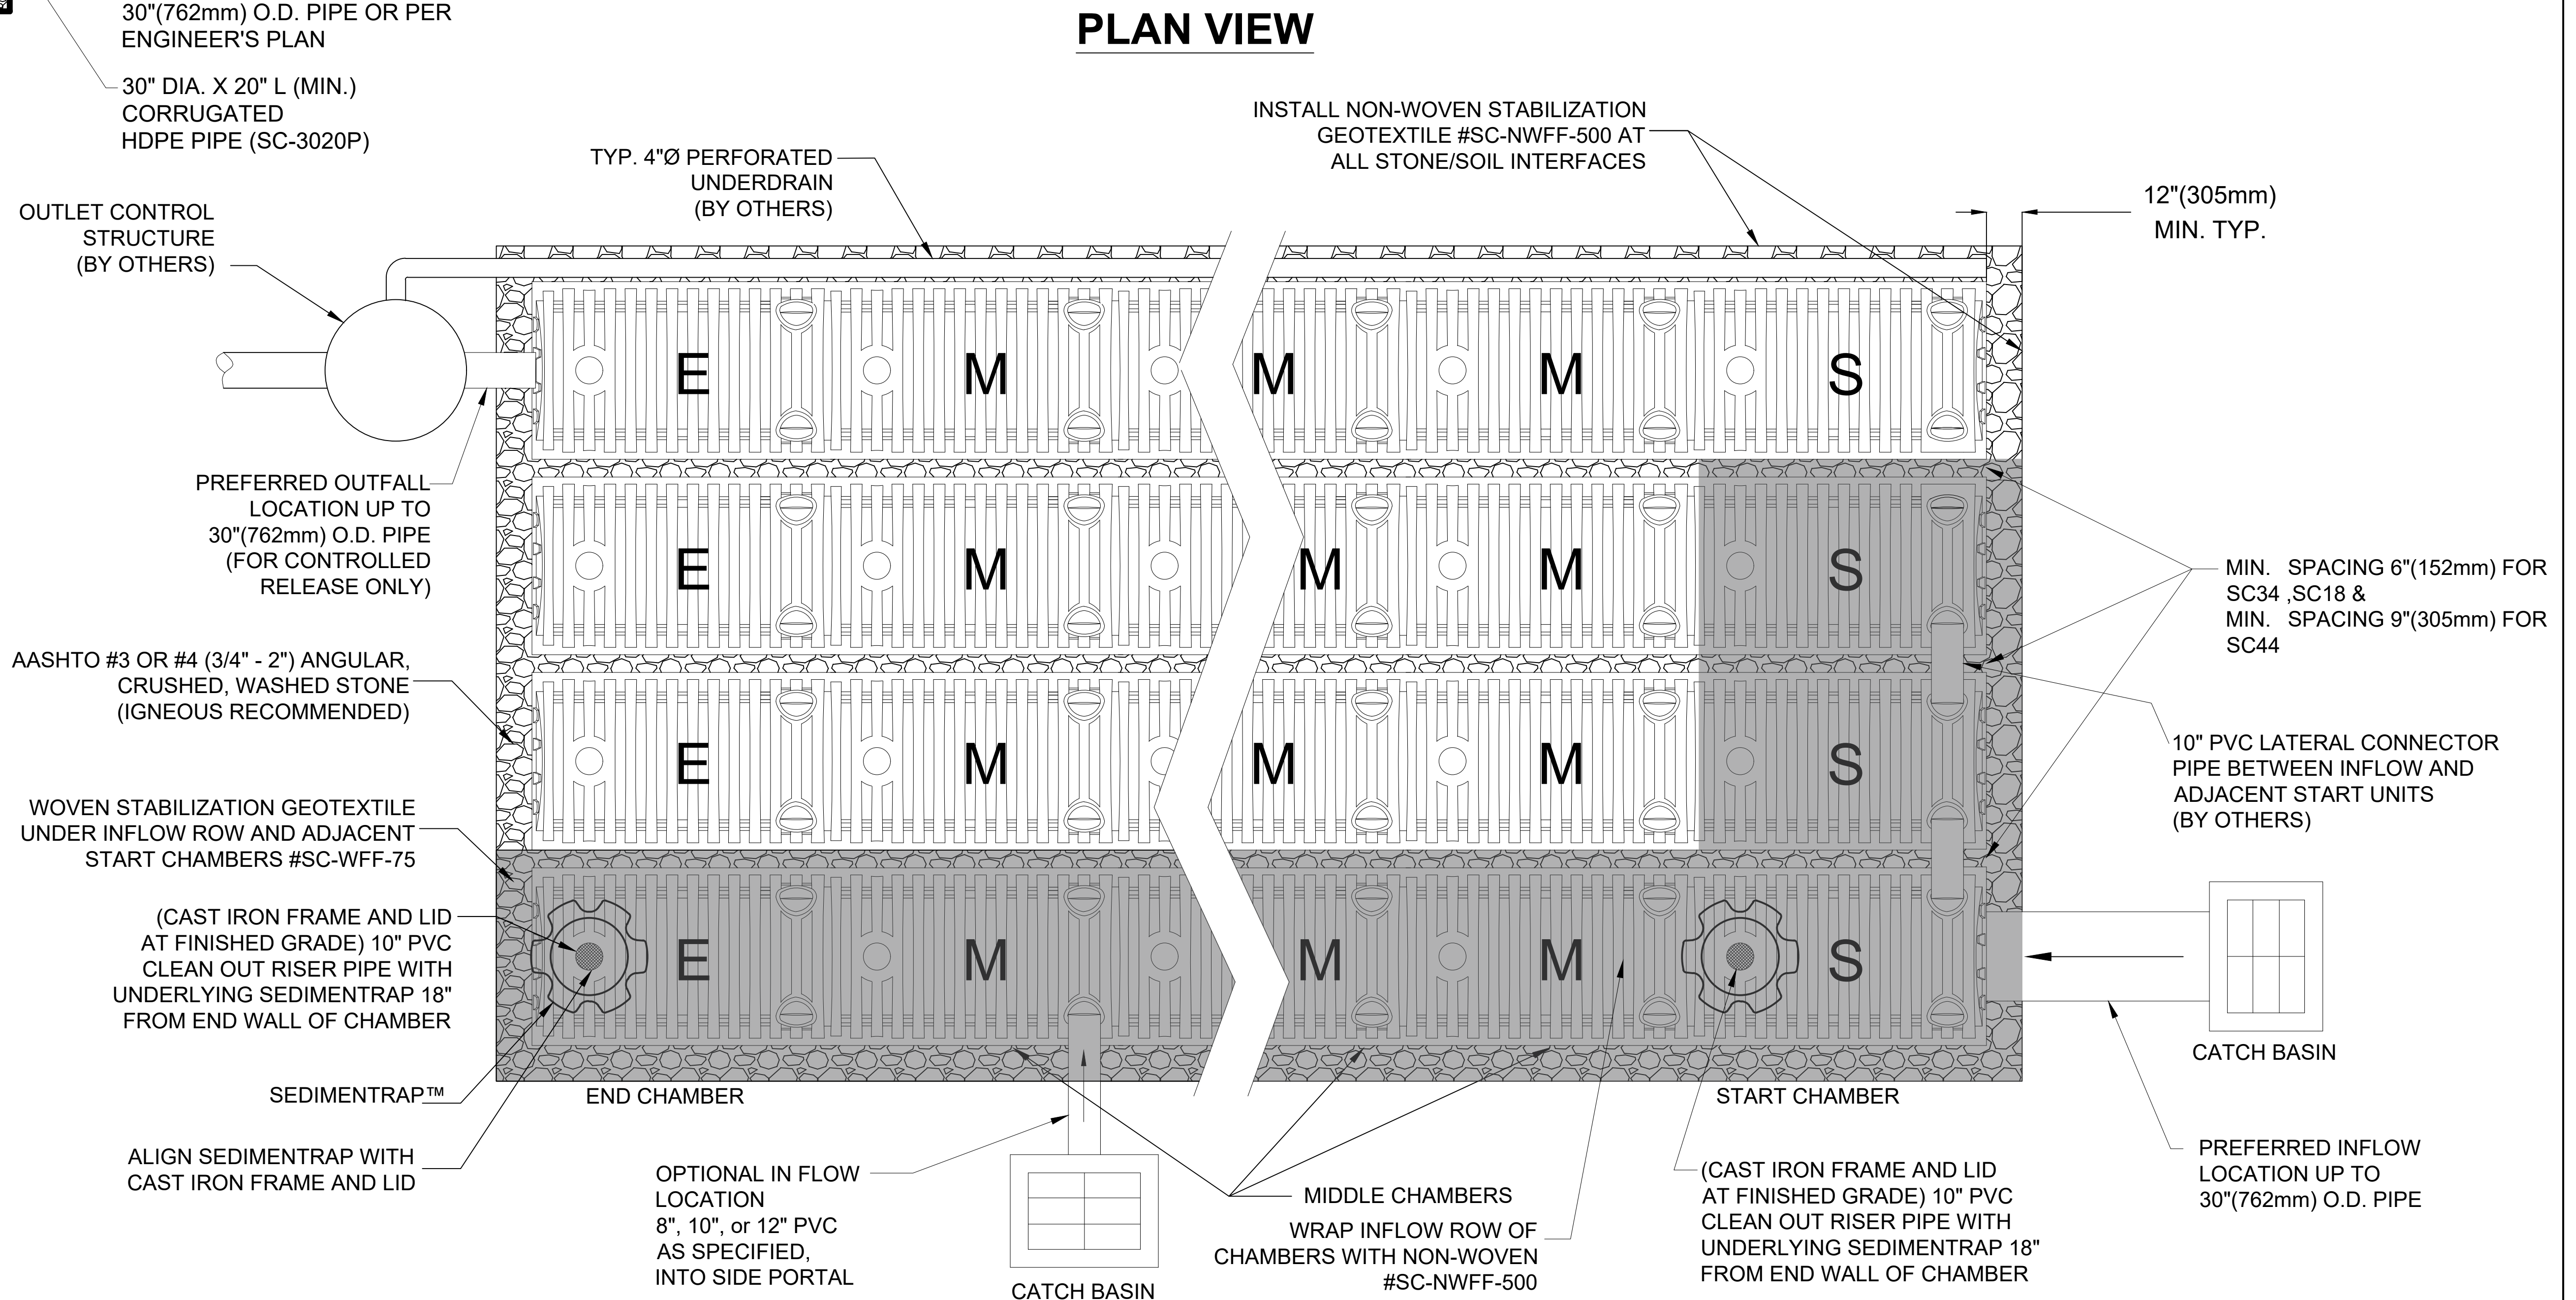 30"(762mm) O.D. PIPE OR PER
ENGINEER'S PLAN
30" DIA. X 20" L (MIN.)
CORRUGATED
HDPE PIPE (SC-3020P)
PLAN VIEW
INSTALL NON-WOVEN STABILIZATION
GEOTEXTILE #SC-NWFF-500 AT
ALL STONE/SOIL INTERFACES
TYP. 4"Ø PERFORATED
UNDERDRAIN
(BY OTHERS)
12"(305mm)
MIN. TYP.
OUTLET CONTROL
STRUCTURE
(BY OTHERS)
E M M M S
PREFERRED OUTFALL
LOCATION UP TO
30"(762mm) O.D. PIPE
(FOR CONTROLLED
RELEASE ONLY)
E M M M S
MIN. SPACING 6"(152mm) FOR
SC34 ,SC18 &
MIN. SPACING 9"(305mm) FOR
SC44
AASHTO #3 OR #4 (3/4" - 2") ANGULAR,
CRUSHED, WASHED STONE
(IGNEOUS RECOMMENDED)
E M M M S
10" PVC LATERAL CONNECTOR
PIPE BETWEEN INFLOW AND
ADJACENT START UNITS
(BY OTHERS)
WOVEN STABILIZATION GEOTEXTILE
UNDER INFLOW ROW AND ADJACENT
START CHAMBERS #SC-WFF-75
(CAST IRON FRAME AND LID
AT FINISHED GRADE) 10" PVC
CLEAN OUT RISER PIPE WITH
UNDERLYING SEDIMENTRAP 18"
FROM END WALL OF CHAMBER
E M M M S
CATCH BASIN
SEDIMENTRAP™
END CHAMBER
START CHAMBER
ALIGN SEDIMENTRAP WITH
CAST IRON FRAME AND LID
OPTIONAL IN FLOW
LOCATION
8", 10", or 12" PVC
AS SPECIFIED,
INTO SIDE PORTAL
CATCH BASIN
MIDDLE CHAMBERS
WRAP INFLOW ROW OF
CHAMBERS WITH NON-WOVEN
#SC-NWFF-500
(CAST IRON FRAME AND LID
AT FINISHED GRADE) 10" PVC
CLEAN OUT RISER PIPE WITH
UNDERLYING SEDIMENTRAP 18"
FROM END WALL OF CHAMBER
PREFERRED INFLOW
LOCATION UP TO
30"(762mm) O.D. PIPE